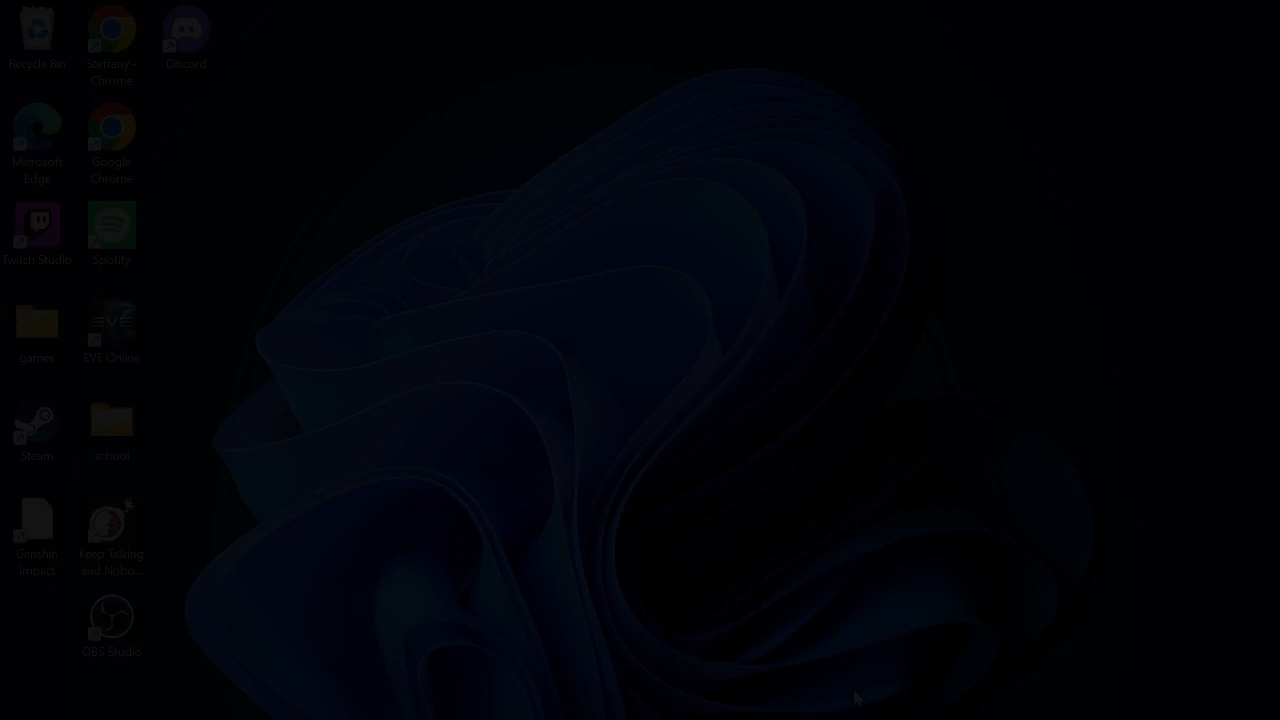 Recycle Bin
Steffany -
Chrome
Discord
Microsoft
Edge
Google
Chrome
Twitch Studio
Spotify
games
EVE Online
Steam
school
Genshin
Impact
Keep Talking
and Nobo...
OBS Studio